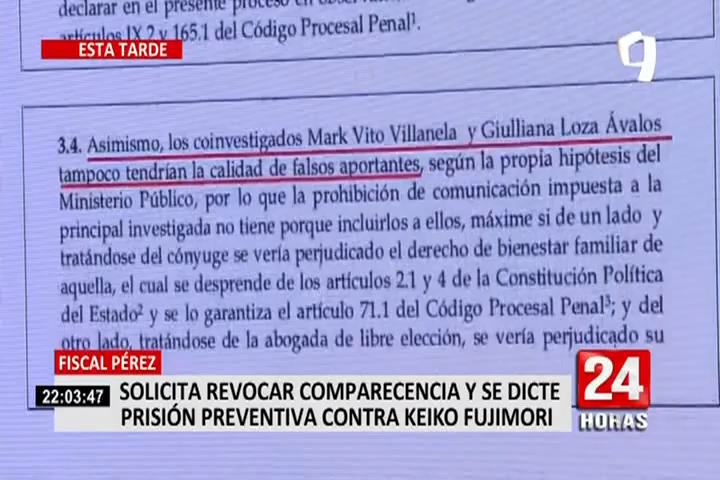 declarar en el presente proceso en
artículos IX.2 y 165.1 del Código Procesal Penal¹.
ESTA TARDE
3.4. Asimismo, los coinvestigados Mark Vito Villanela y Giulliana Loza Ávalos
tampoco tendrían la calidad de falsos aportantes, según la propia hipótesis del
Ministerio Público, por lo que la prohibición de comunicación impuesta a la
principal investigada no tiene porque incluirlos a ellos, máxime si de un lado y
tratándose del cónyuge se vería perjudicado el derecho de bienestar familiar de
aquella, el cual se desprende de los artículos 2.1 y 4 de la Constitución Política
del Estado² y se lo garantiza el artículo 71.1 del Código Procesal Penal³; y del
otro lado, tratándose de la abogada de libre elección, se vería perjudicado su
FISCAL PÉREZ
22:03:47
SOLICITA REVOCAR COMPARECENCIA Y SE DICTE
PRISIÓN PREVENTIVA CONTRA KEIKO FUJIMORI
24
HORAS